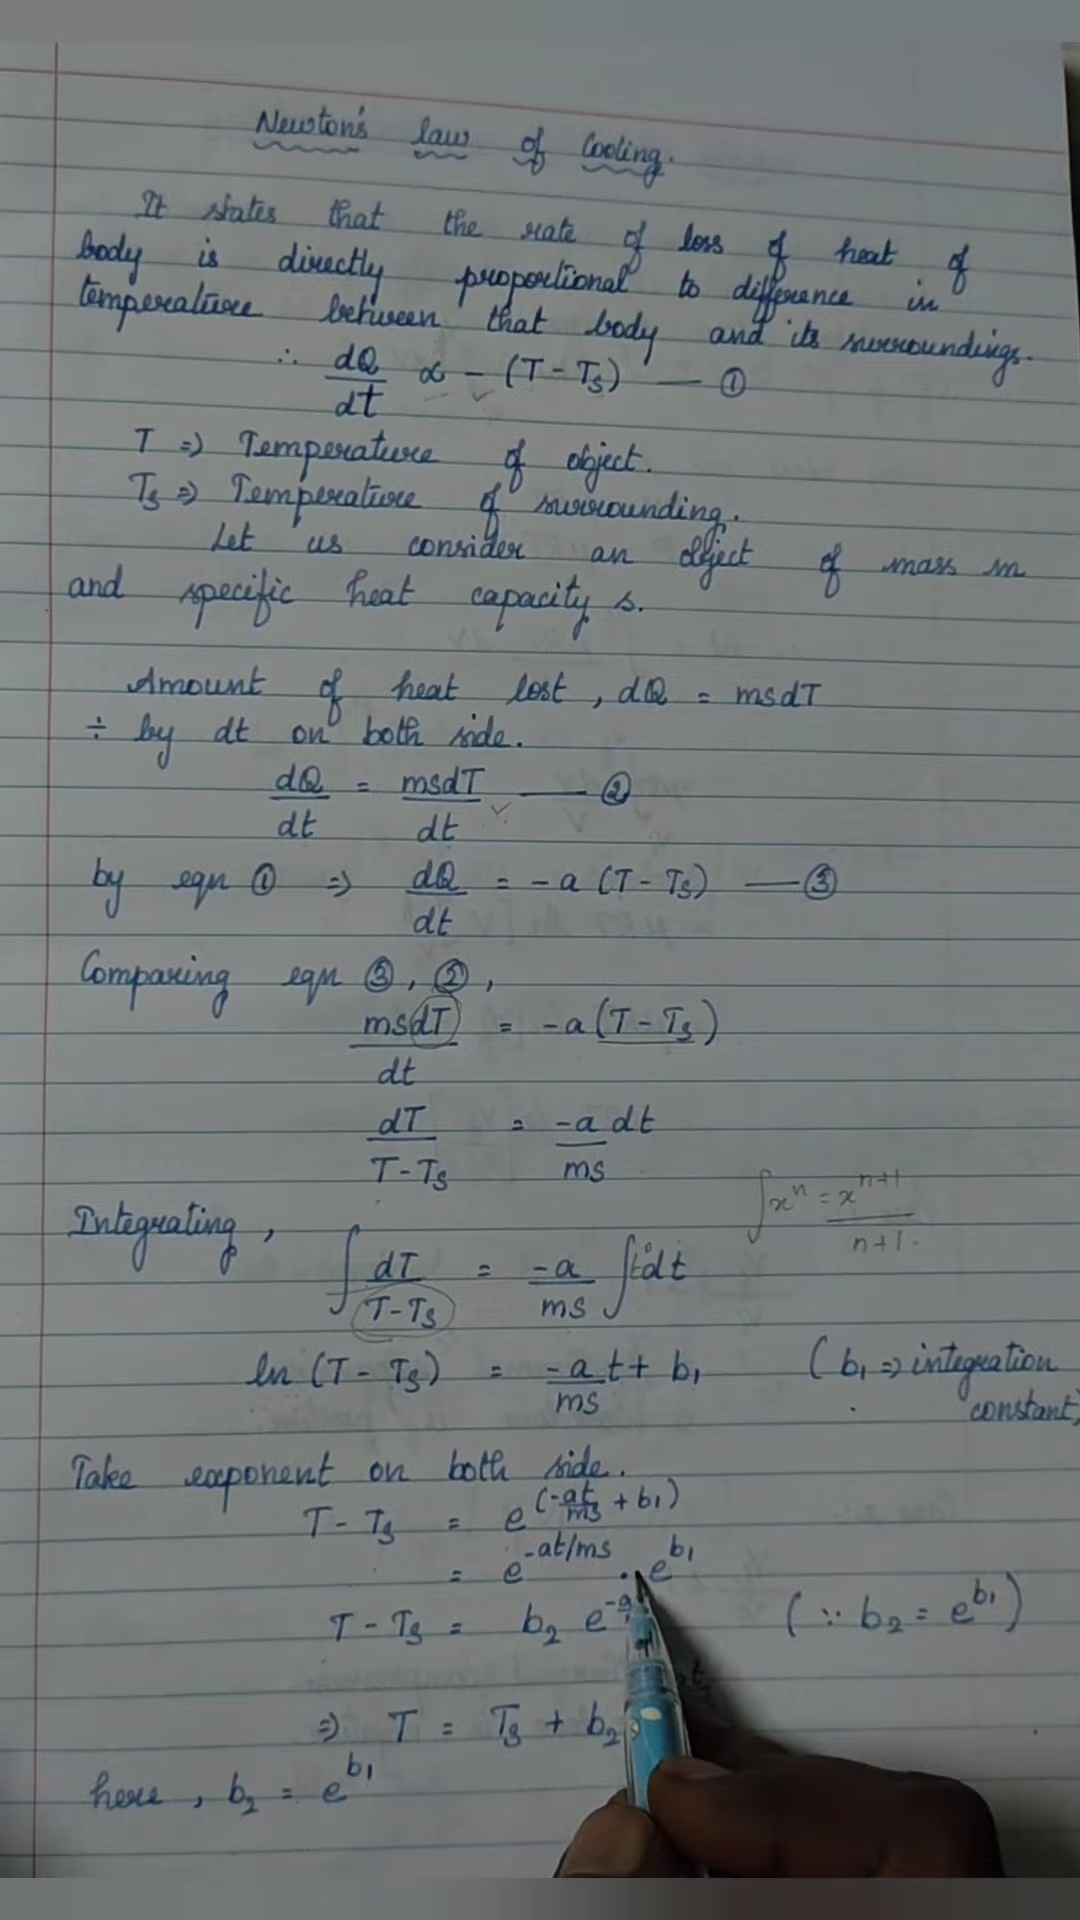 Newton's law of Cooling.
It states that the rate of loss of heat of
body is directly proportional to difference in
temperature between that body and its surroundings.
∴ dQ/dt ∝ - (T - Ts) — ①
T => Temperature of object.
Ts => Temperature of surrounding.
Let us consider an object of mass m
and specific heat capacity s.
Amount of heat lost, dQ = msdT
÷ by dt on both side.
dQ/dt = msdT/dt — ②
by eqn ① => dQ/dt = -a (T - Ts) — ③
Comparing eqn ③, ②,
msdT/dt = -a (T - Ts)
dT/(T - Ts) = -a/ms dt
∫xⁿ = xⁿ⁺¹/n+1.
Integrating,
∫ dT/(T - Ts) = -a/ms ∫t⁰dt
ln (T - Ts) = -a/ms t + b₁ (b₁ => integration
constant)
Take exponent on both side.
T - Ts = e^(-at/ms + b₁)
= e^-at/ms . e^b₁
T - Ts = b₂ e^-a (∵ b₂ = e^b₁)
=> T = Ts + b₂
here, b₂ = e^b₁